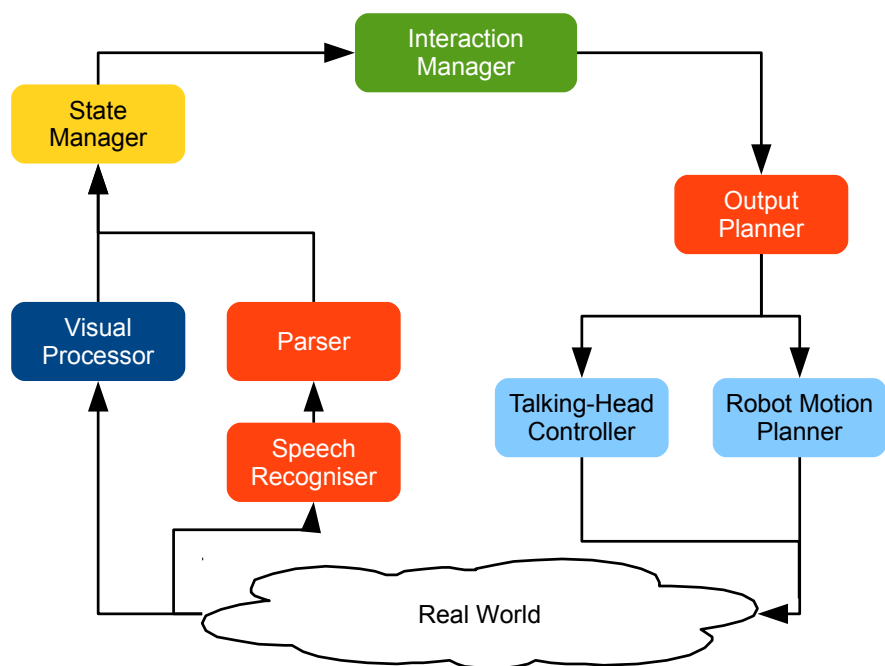 Interaction
Manager
State
Manager
Output
Planner
Visual
Processor
Parser
Talking-Head
Controller
Robot Motion
Planner
Speech
Recogniser
Real World